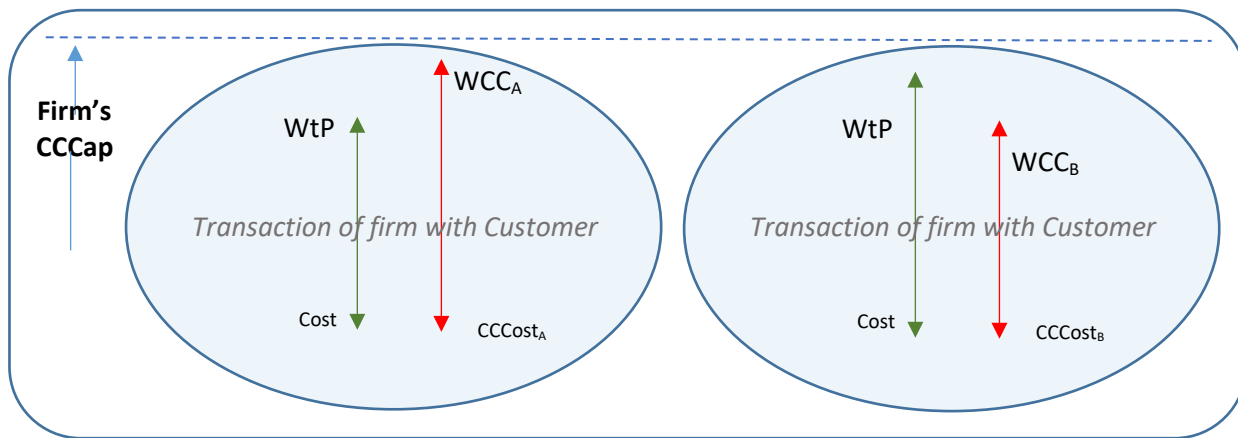 Firm's
CCCap
WtP
WCCA
Transaction of firm with Customer
Cost
CCCostA
WtP
WCCB
Transaction of firm with Customer
Cost
CCCostB